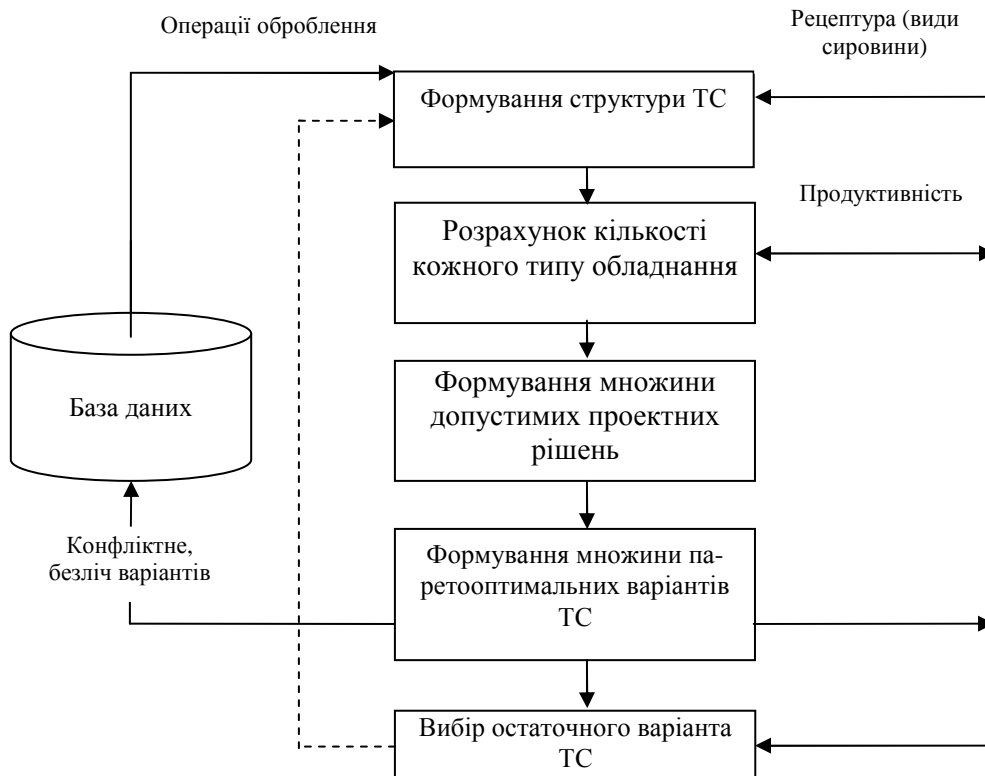 Операції оброблення
Рецептура (види
сировини)
Формування структури ТС
Продуктивність
Розрахунок кількості
кожного типу обладнання
Формування множини
допустимих проектних
рішень
База даних
Конфліктне,
безліч варіантів
Формування множини па-
ретооптимальних варіантів
ТС
Вибір остаточного варіанта
ТС